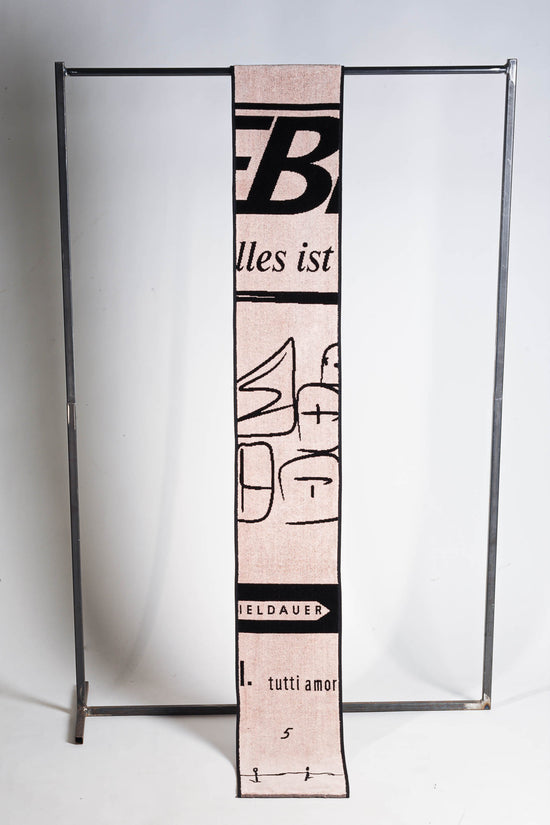 EB
lles ist
IELDAUER
l. tutti amor
5